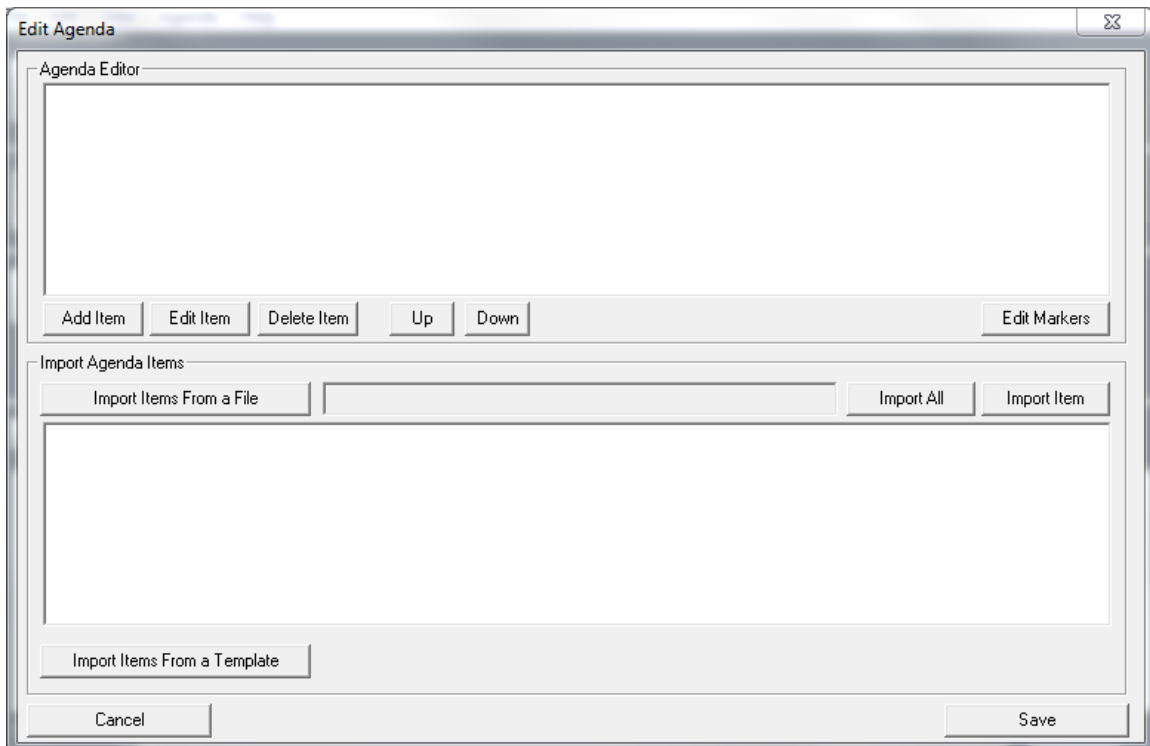 Edit Agenda
Agenda Editor
Add Item Edit Item Delete Item Up Down Edit Markers
Import Agenda Items
Import Items From a File Import All Import Item
Import Items From a Template
Cancel Save